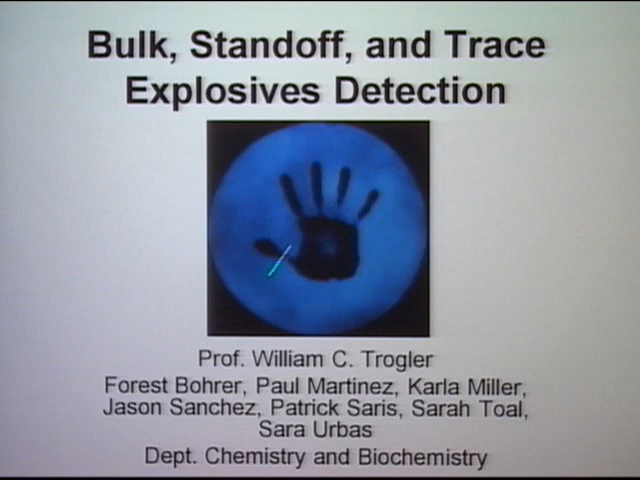 Bulk, Standoff, and Trace
Explosives Detection
Prof. William C. Trogler
Forest Bohrer, Paul Martinez, Karla Miller,
Jason Sanchez, Patrick Saris, Sarah Toal,
Sara Urbas
Dept. Chemistry and Biochemistry